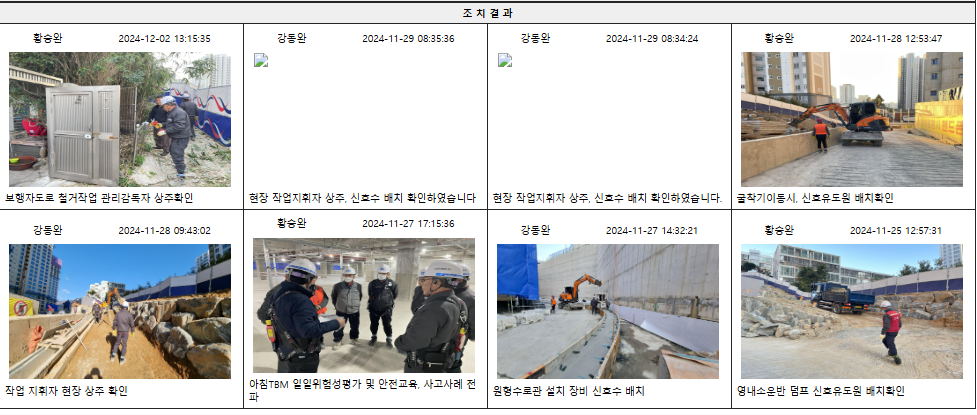 조 치 결 과
황승완 2024-12-02 13:15:35
보행자도로 철거작업 관리감독자 상주확인
강동완 2024-11-29 08:35:36
현장 작업지휘자 상주, 신호수 배치 확인하였습니다
강동완 2024-11-29 08:34:24
현장 작업지휘자 상주, 신호수 배치 확인하였습니다.
황승완 2024-11-28 12:53:47
굴착기이동시, 신호유도원 배치확인
강동완 2024-11-28 09:43:02
작업 지휘자 현장 상주 확인
황승완 2024-11-27 17:15:36
아침TBM 일일위험성평가 및 안전교육, 사고사례 전
파
강동완 2024-11-27 14:32:21
원형수로관 설치 장비 신호수 배치
황승완 2024-11-25 12:57:31
영내소운반 덤프 신호유도원 배치확인